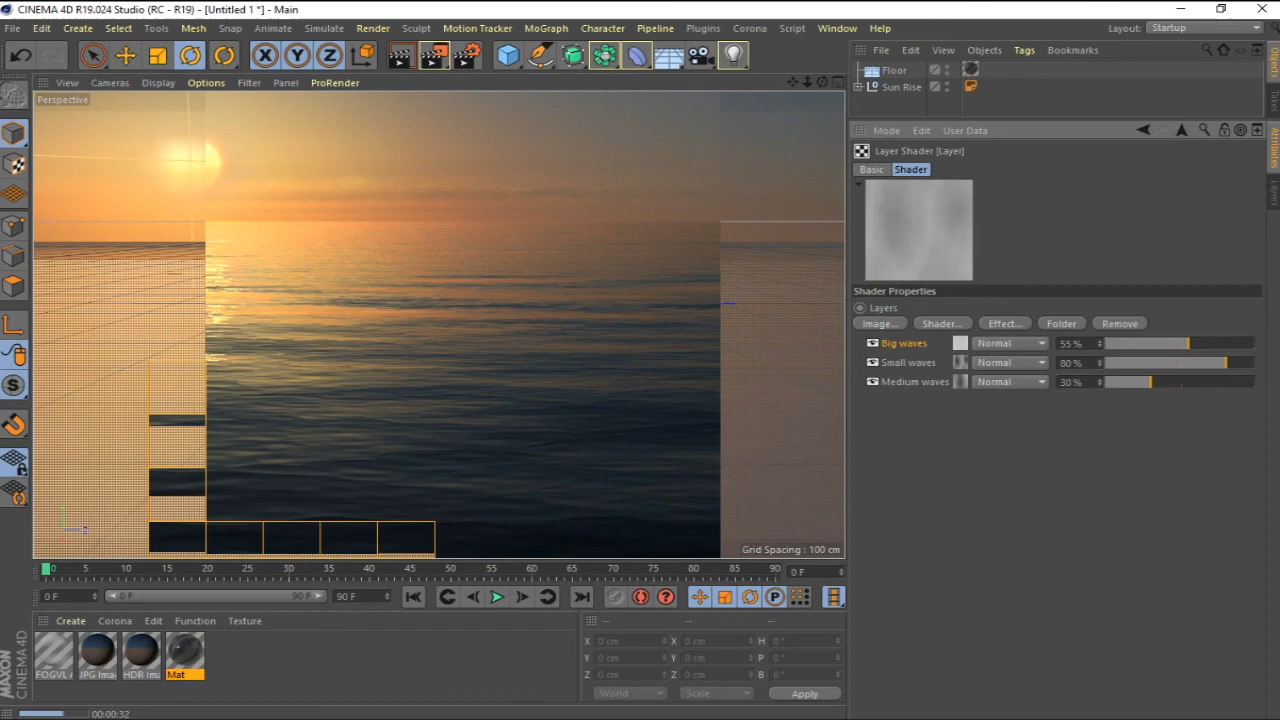 CINEMA 4D R19.024 Studio (RC - R19) - [Untitled 1 *] - Main
File Edit Create Select Tools Mesh Snap Animate Simulate Render Sculpt Motion Tracker MoGraph Character Pipeline Plugins Corona Script Window Help Layout: Startup
X Y Z
File Edit View Objects Tags Bookmarks
View Cameras Display Options Filter Panel ProRender
Perspective
Floor
Sun Rise
Objects
Takes
Attributes
Layers
Mode Edit User Data
Layer Shader [Layer]
Basic Shader
Shader Properties
Layers
Image... Shader... Effect... Folder Remove
Big waves Normal 55 %
Small waves Normal 80 %
Medium waves Normal 30 %
S
Grid Spacing : 100 cm
0 5 10 15 20 25 30 35 40 45 50 55 60 65 70 75 80 85 90 0 F
0 F 0 F 90 F 90 F P
Create Corona Edit Function Texture
-- -- --
X 0 cm X 0 cm H 0 °
Y 0 cm Y 0 cm P 0 °
Z 0 cm Z 0 cm B 0 °
World Scale Apply
FOGVL A JPG Ima HDR Im Mat
MAXON
CINEMA 4D
00:00:32